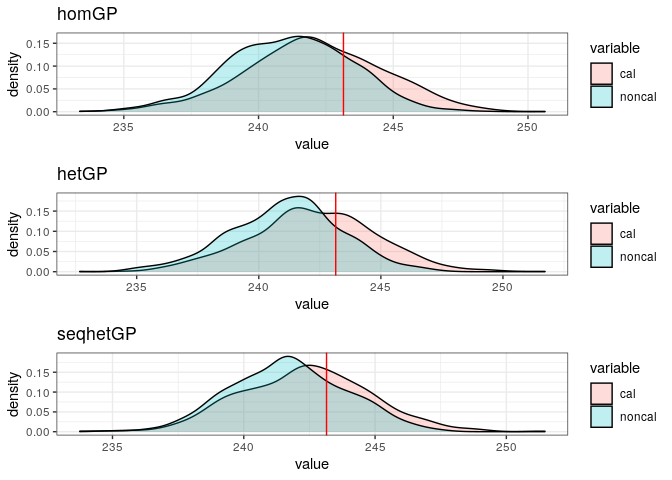 homGP
density
0.15
0.10
0.05
0.00
235 240 245 250
value
variable
cal
noncal
hetGP
density
0.15
0.10
0.05
0.00
235 240 245 250
value
variable
cal
noncal
seqhetGP
density
0.15
0.10
0.05
0.00
235 240 245 250
value
variable
cal
noncal